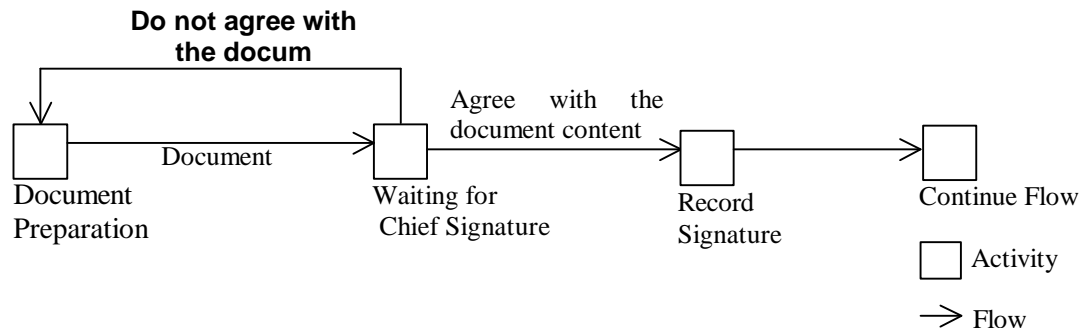 Do not agree with
the docum
Agree with the
document content
Document
Document
Preparation
Waiting for
Chief Signature
Record
Signature
Continue Flow
Activity
Flow